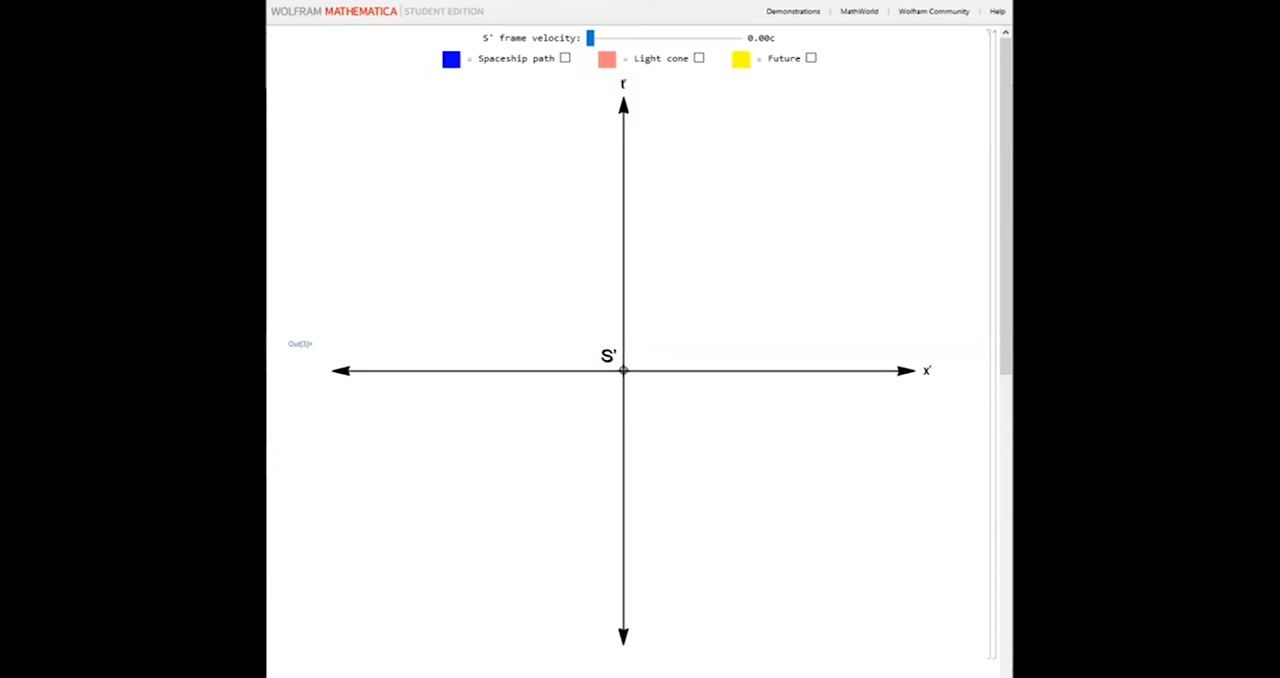 WOLFRAM MATHEMATICA | STUDENT EDITION
Demonstrations | MathWorld | Wolfram Community | Help
S' frame velocity: 0.00c
= Spaceship path = Light cone = Future
t'
S'
Out[3]=
x'